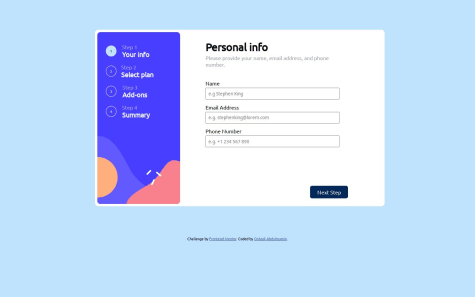 1
Step 1
Your info
2
Step 2
Select plan
3
Step 3
Add-ons
4
Step 4
Summary
Personal info
Please provide your name, email address, and phone
number.
Name
e.g Stephen King
Email Address
e.g. stephenking@lorem.com
Phone Number
e.g. +1 234 567 890
Next Step
Challenge by Frontend Mentor. Coded by